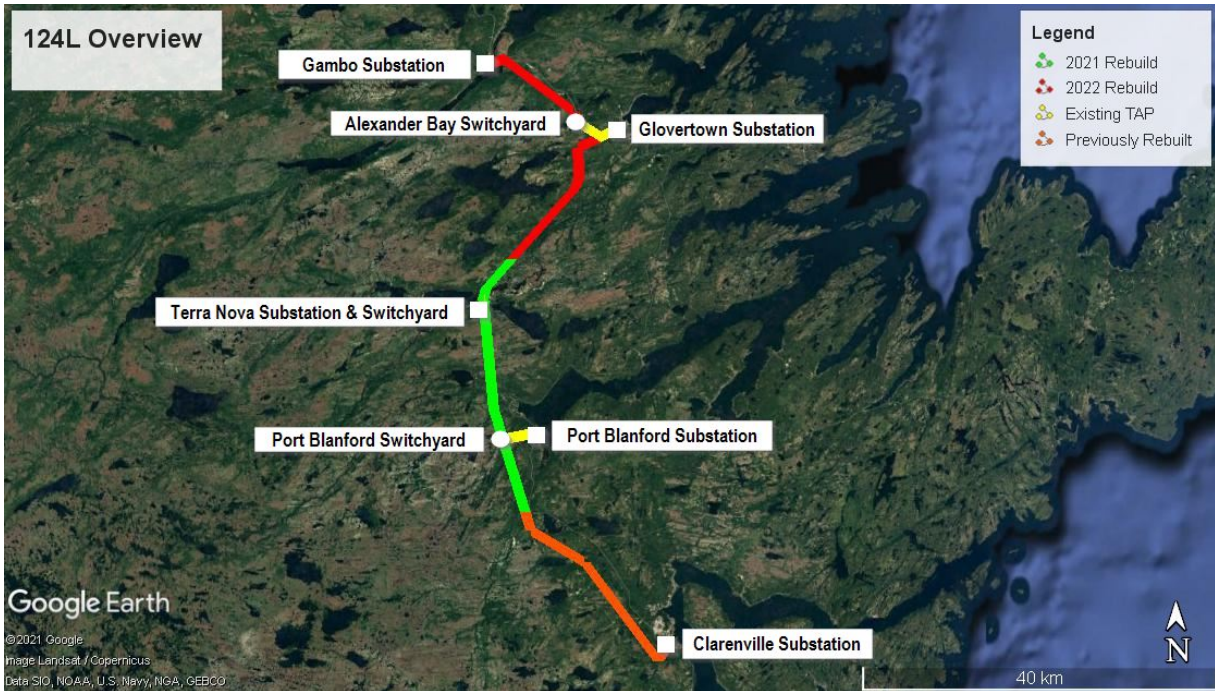 124L Overview
Legend
2021 Rebuild
2022 Rebuild
Existing TAP
Previously Rebuilt
Gambo Substation
Alexander Bay Switchyard
Glovertown Substation
Terra Nova Substation & Switchyard
Port Blanford Switchyard
Port Blanford Substation
Clarenville Substation
Google Earth
©2021 Google
Image Landsat / Copernicus
Data SIO, NOAA, U.S. Navy, NGA, GEBCO
N
40 km